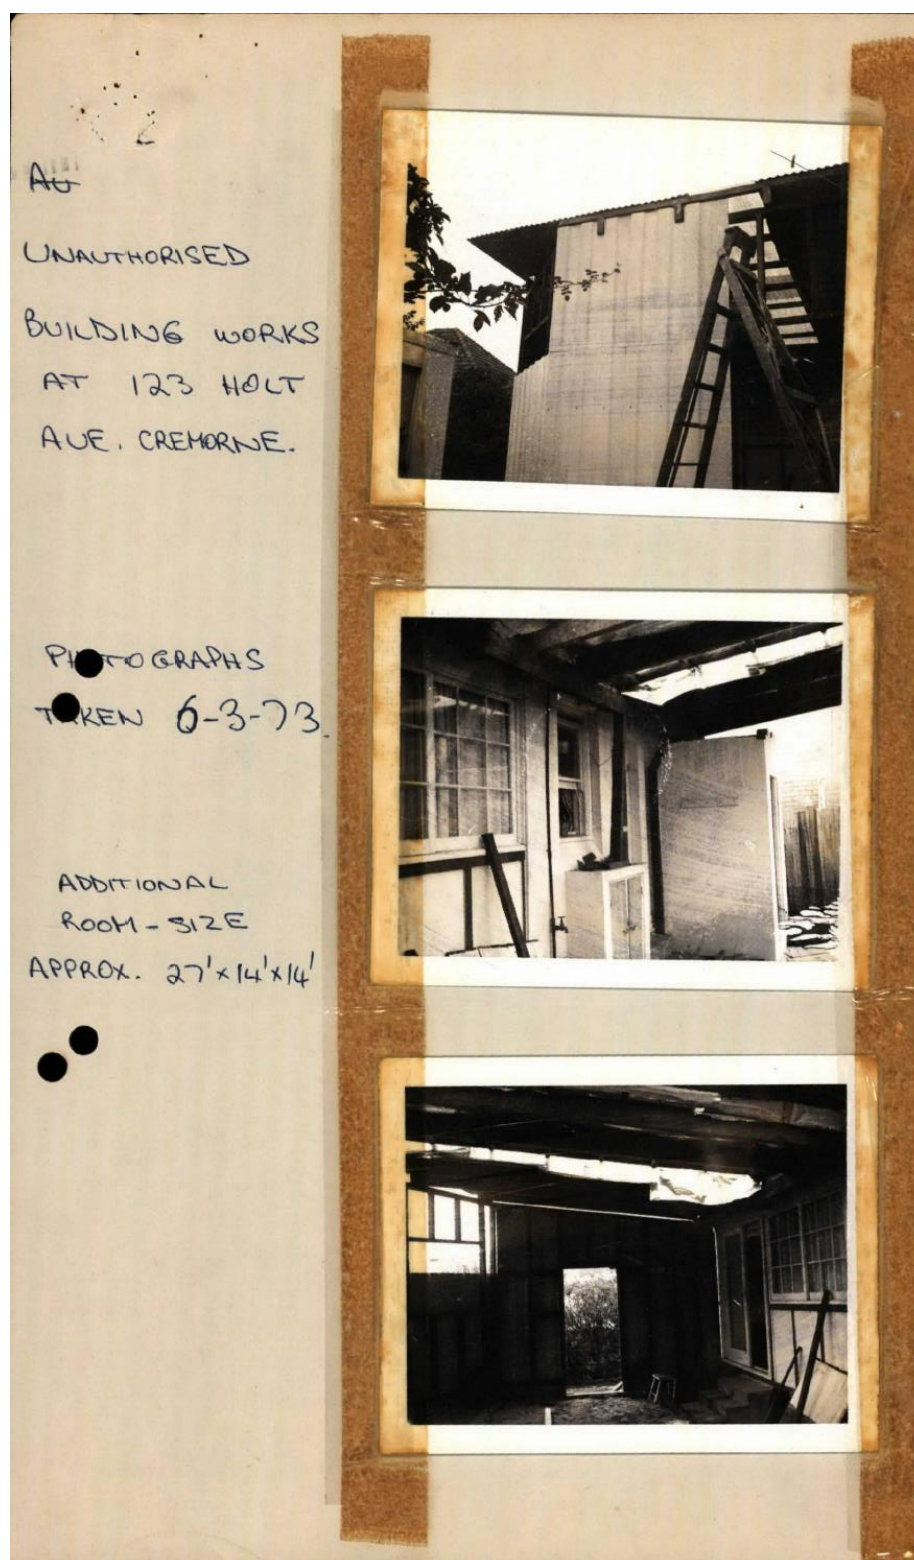 Au
UNAUTHORISED
BUILDING WORKS
AT 123 HOLT
AVE. CREMORNE.
PHOTOGRAPHS
TAKEN 6-3-73.
ADDITIONAL
ROOM - SIZE
APPROX. 27'x14'x14'